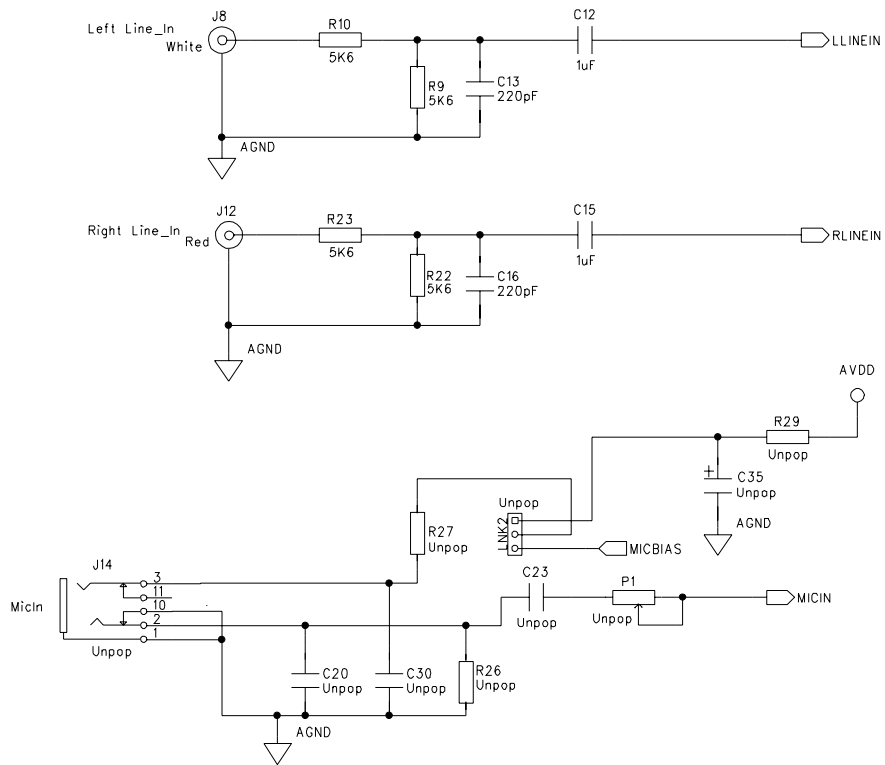 J8
Left Line_In
White
R10
5K6
C12
1uF
LLINEIN
R9
5K6
C13
220pF
AGND
J12
Right Line_In
Red
R23
5K6
C15
1uF
RLINEIN
R22
5K6
C16
220pF
AGND
AVDD
R29
Unpop
C35
Unpop
AGND
Unpop
LNK2
R27
Unpop
MICBIAS
J14
MicIn
3
11
10
2
1
Unpop
C23
Unpop
P1
Unpop
MICIN
C20
Unpop
C30
Unpop
R26
Unpop
AGND